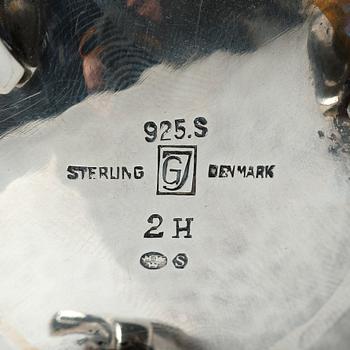 925.S
STERLING GJ DENMARK
2 H
S